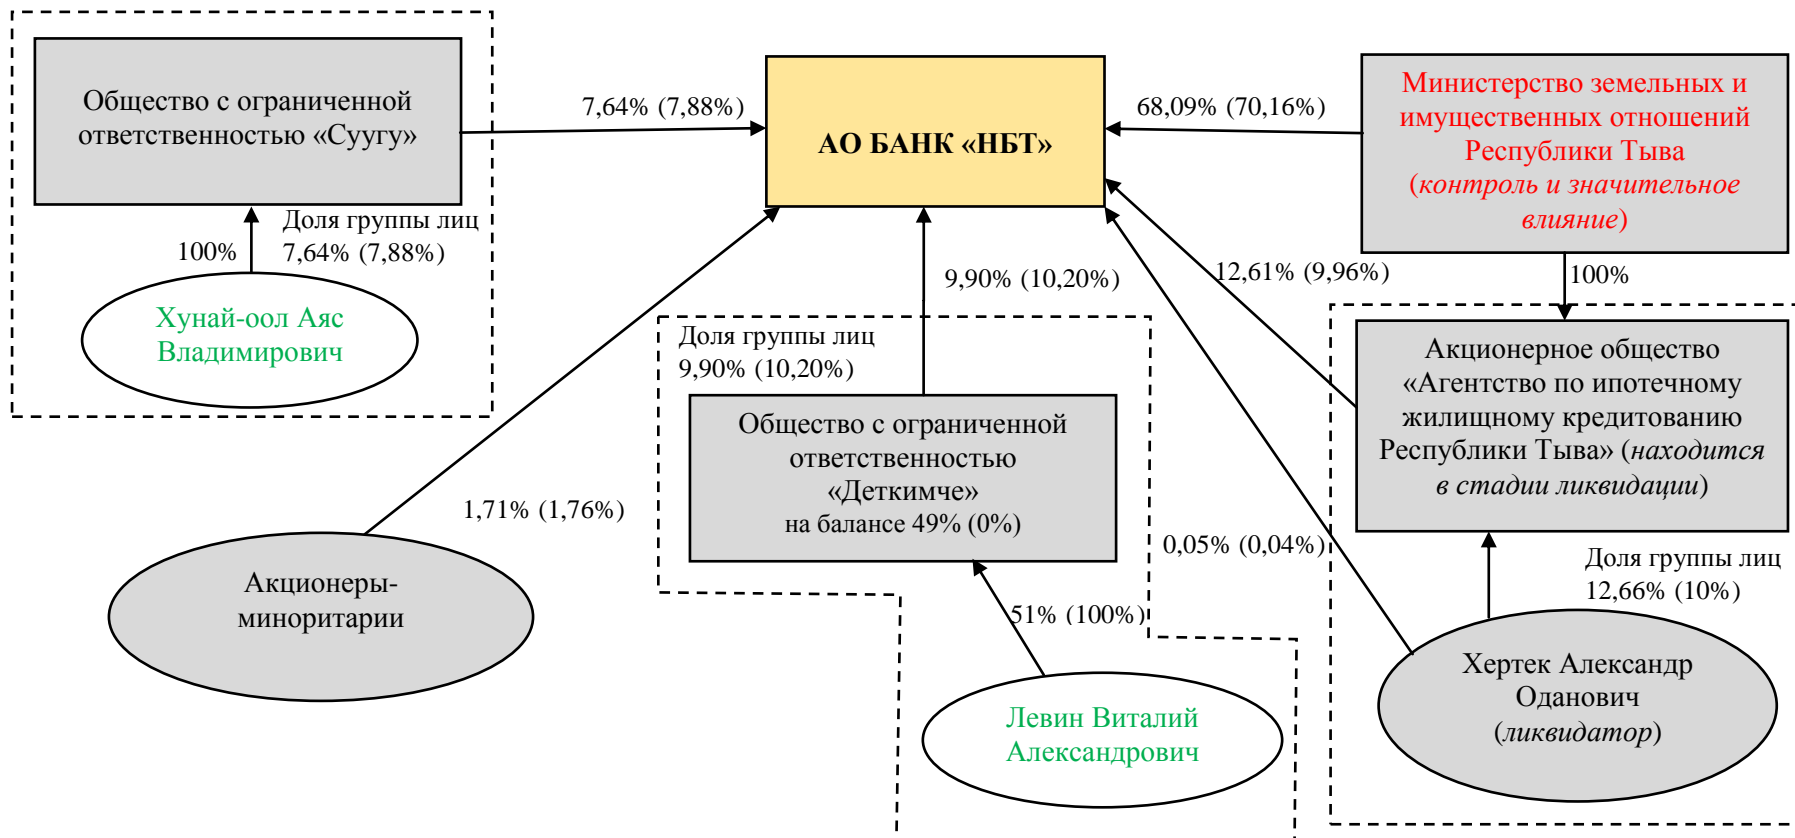 Общество с ограниченной
ответственностью «Суугу»
7,64% (7,88%)
АО БАНК «НБТ»
68,09% (70,16%)
Министерство земельных и
имущественных отношений
Республики Тыва
(контроль и значительное
влияние)
Доля группы лиц
7,64% (7,88%)
100%
Хунай-оол Аяс
Владимирович
9,90% (10,20%)
12,61% (9,96%)
100%
Доля группы лиц
9,90% (10,20%)
Общество с ограниченной
ответственностью
«Деткимче»
на балансе 49% (0%)
Акционерное общество
«Агентство по ипотечному
жилищному кредитованию
Республики Тыва» (находится
в стадии ликвидации)
1,71% (1,76%)
Акционеры-
миноритарии
51% (100%)
0,05% (0,04%)
Доля группы лиц
12,66% (10%)
Левин Виталий
Александрович
Хертек Александр
Оданович
(ликвидатор)